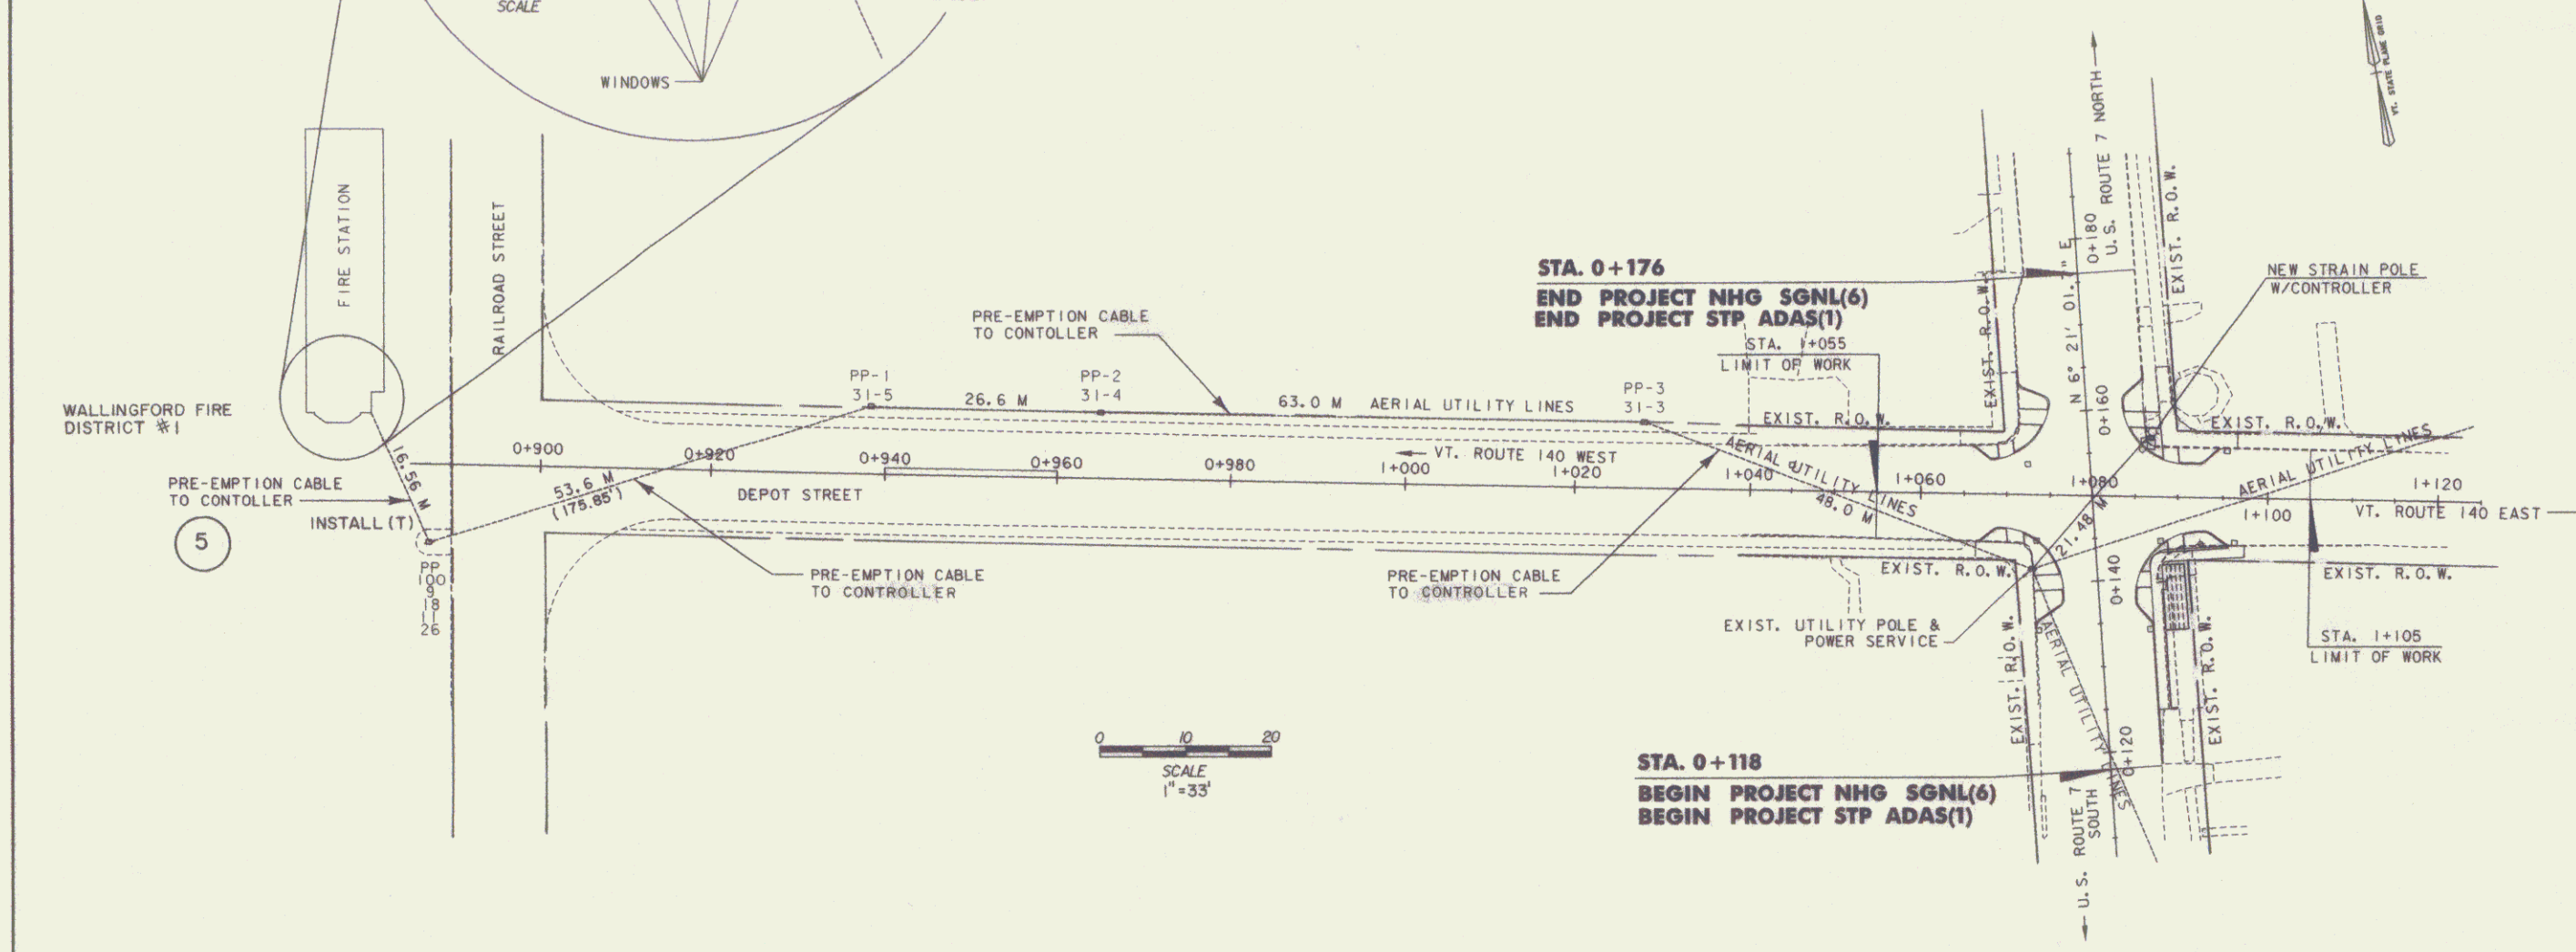 SCALE
WINDOWS
VT. STATE PLANE GRID
U.S. ROUTE 7 NORTH
FIRE STATION
RAILROAD STREET
EXIST. R.O.W.
0+180
STA. 0+176
END PROJECT NHG SGNL(6)
END PROJECT STP ADAS(1)
NEW STRAIN POLE
W/CONTROLLER
PRE-EMPTION CABLE
TO CONTOLLER
STA. 1+055
LIMIT OF WORK
EXIST. R.O.W.
N 6° 21' 01." E
PP-1
31-5
PP-2
31-4
PP-3
31-3
26.6 M
63.0 M AERIAL UTILITY LINES
WALLINGFORD FIRE
DISTRICT #1
EXIST. R.O.W.
0+160
EXIST. R.O.W.
AERIAL UTILITY LINES
48.0 M
AERIAL UTILITY LINES
0+900
0+920
0+940
0+960
0+980
1+000
1+020
1+040
1+060
1+080
1+100
1+120
VT. ROUTE 140 WEST
VT. ROUTE 140 EAST
16.56 M
PRE-EMPTION CABLE
TO CONTOLLER
INSTALL (T)
5
53.6 M
(175.85')
DEPOT STREET
21.48 M
PP
100
9
18
11
26
PRE-EMPTION CABLE
TO CONTROLLER
PRE-EMPTION CABLE
TO CONTROLLER
EXIST. R.O.W.
0+140
EXIST. R.O.W.
EXIST. UTILITY POLE &
POWER SERVICE
STA. 1+105
LIMIT OF WORK
EXIST. R.O.W.
AERIAL UTILITY LINES
EXIST. R.O.W.
0 10 20
SCALE
1"=33'
0+120
STA. 0+118
BEGIN PROJECT NHG SGNL(6)
BEGIN PROJECT STP ADAS(1)
U.S. ROUTE 7
SOUTH